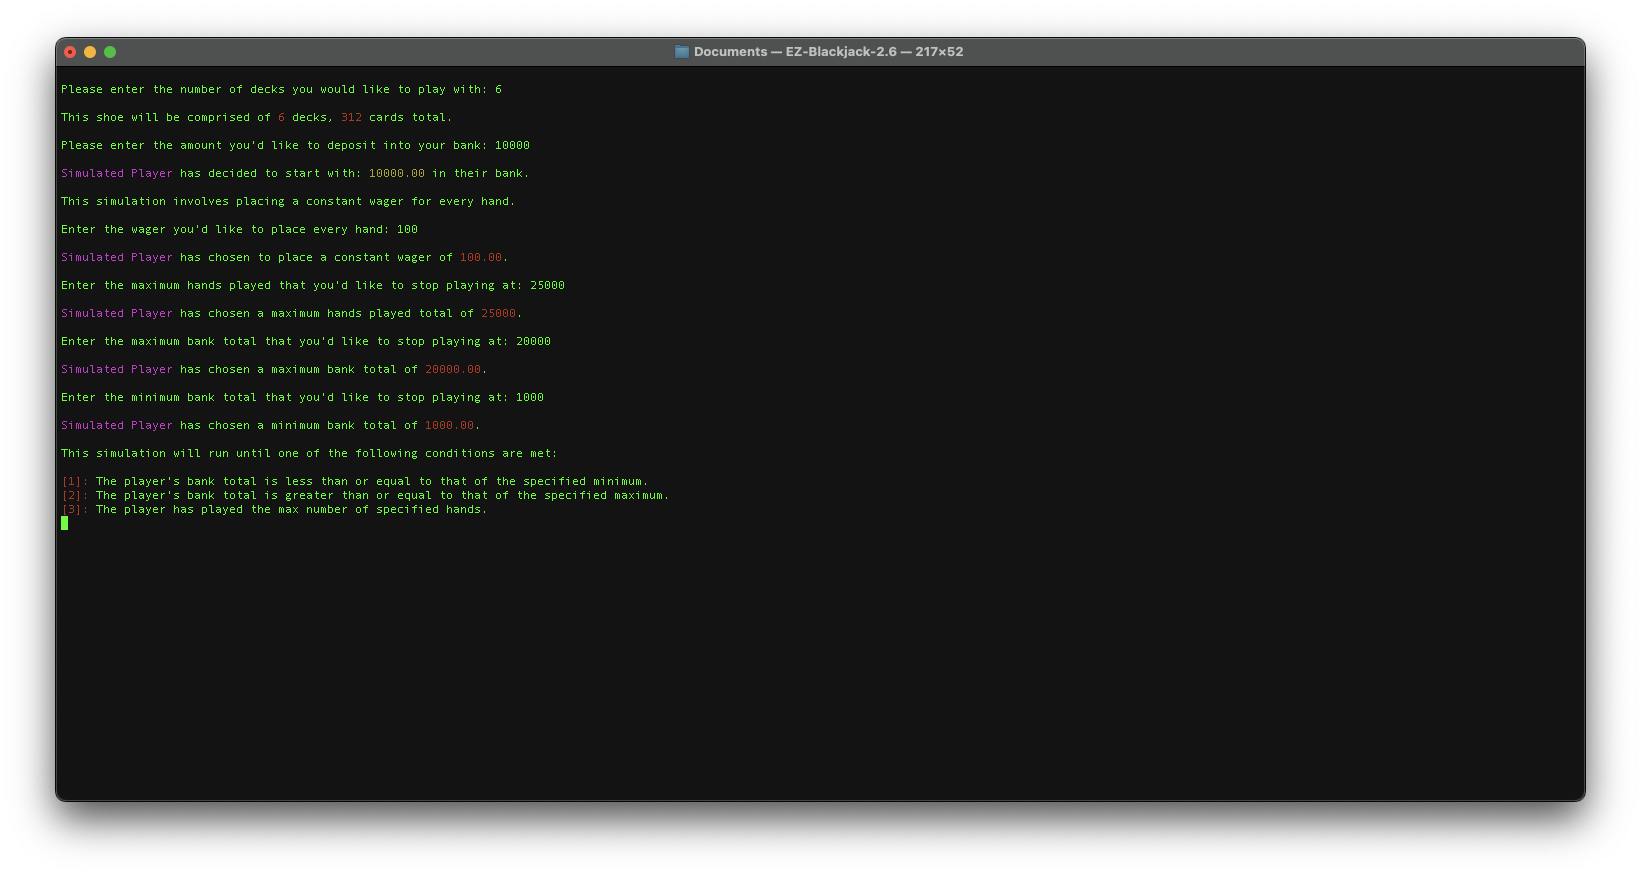 Documents — EZ-Blackjack-2.6 — 217×52
Please enter the number of decks you would like to play with: 6
This shoe will be comprised of 6 decks, 312 cards total.
Please enter the amount you'd like to deposit into your bank: 10000
Simulated Player has decided to start with: 10000.00 in their bank.
This simulation involves placing a constant wager for every hand.
Enter the wager you'd like to place every hand: 100
Simulated Player has chosen to place a constant wager of 100.00.
Enter the maximum hands played that you'd like to stop playing at: 25000
Simulated Player has chosen a maximum hands played total of 25000.
Enter the maximum bank total that you'd like to stop playing at: 20000
Simulated Player has chosen a maximum bank total of 20000.00.
Enter the minimum bank total that you'd like to stop playing at: 1000
Simulated Player has chosen a minimum bank total of 1000.00.
This simulation will run until one of the following conditions are met:
[1]: The player's bank total is less than or equal to that of the specified minimum.
[2]: The player's bank total is greater than or equal to that of the specified maximum.
[3]: The player has played the max number of specified hands.